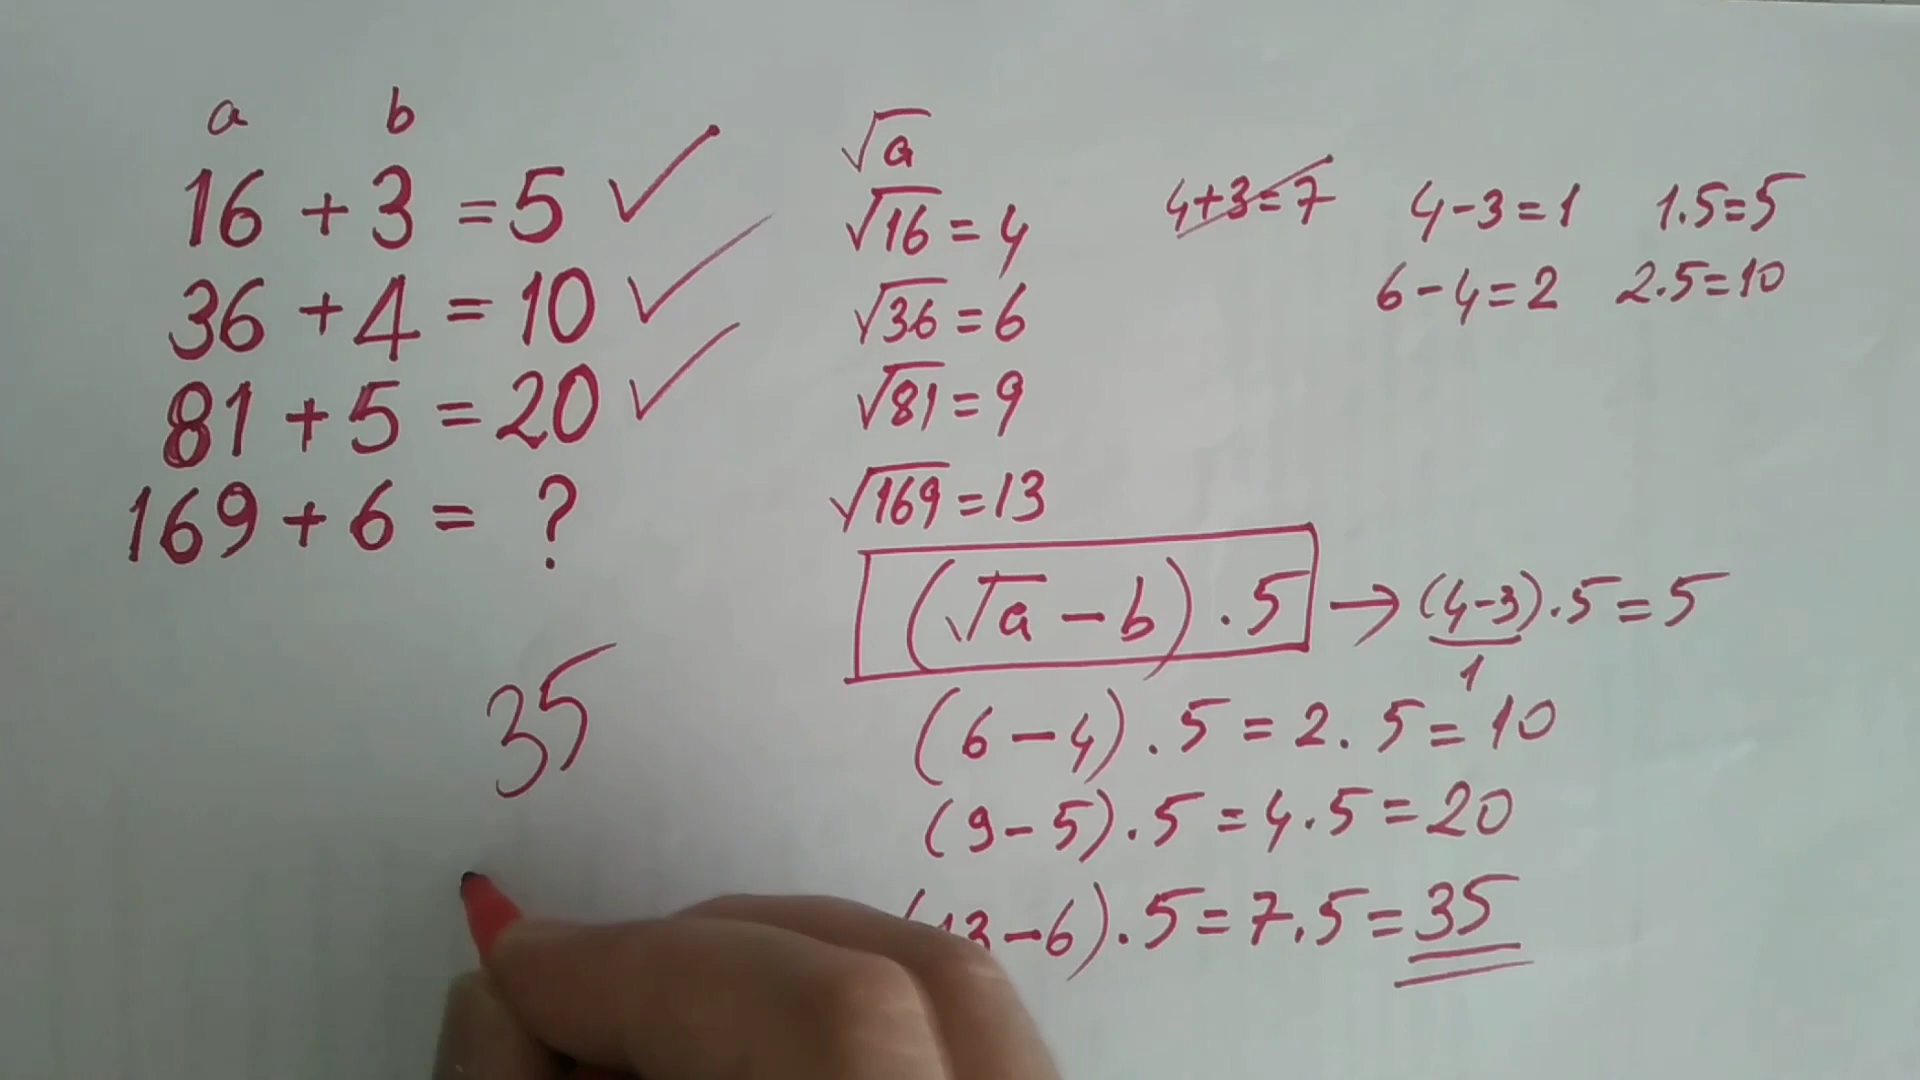 a b
16 + 3 = 5 ✓
36 + 4 = 10 ✓
81 + 5 = 20 ✓
169 + 6 = ?
35
√a
√16 = 4
√36 = 6
√81 = 9
√169 = 13
4+3=7
4-3=1 1.5=5
6-4=2 2.5=10
(√a - b) . 5 → (4-3).5=5
1
(6-4) . 5 = 2 . 5 = 10
(9-5) . 5 = 4 . 5 = 20
(13-6) . 5 = 7 . 5 = 35